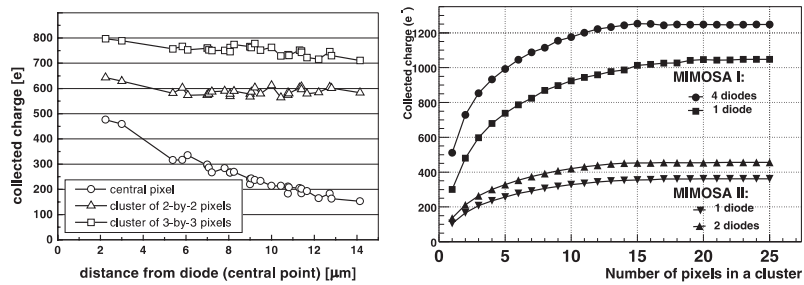 collected charge [e]
900
800
700
600
500
400
300
200
100
0
central pixel
cluster of 2-by-2 pixels
cluster of 3-by-3 pixels
0 2 4 6 8 10 12 14
distance from diode (central point) [μm]
Collected charge (e⁻)
1200
1000
800
600
400
200
0
MIMOSA I:
4 diodes
1 diode
MIMOSA II:
1 diode
2 diodes
0 5 10 15 20 25
Number of pixels in a cluster